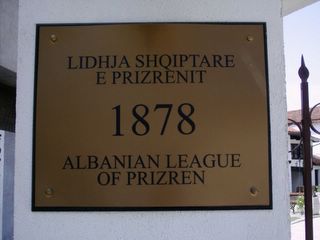 LIDHJA SHQIPTARE
E PRIZRENIT
1878
ALBANIAN LEAGUE
OF PRIZREN